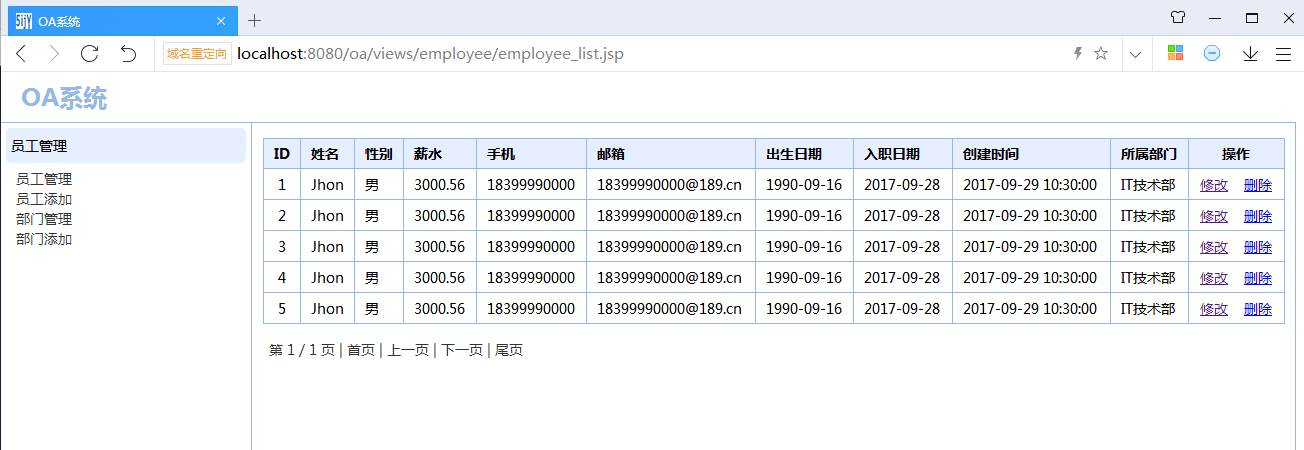 51jY OA系统
域名重定向 localhost:8080/oa/views/employee/employee_list.jsp
OA系统
员工管理
员工管理
员工添加
部门管理
部门添加
ID 姓名 性别 薪水 手机 邮箱 出生日期 入职日期 创建时间 所属部门 操作
1 Jhon 男 3000.56 18399990000 18399990000@189.cn 1990-09-16 2017-09-28 2017-09-29 10:30:00 IT技术部 修改 删除
2 Jhon 男 3000.56 18399990000 18399990000@189.cn 1990-09-16 2017-09-28 2017-09-29 10:30:00 IT技术部 修改 删除
3 Jhon 男 3000.56 18399990000 18399990000@189.cn 1990-09-16 2017-09-28 2017-09-29 10:30:00 IT技术部 修改 删除
4 Jhon 男 3000.56 18399990000 18399990000@189.cn 1990-09-16 2017-09-28 2017-09-29 10:30:00 IT技术部 修改 删除
5 Jhon 男 3000.56 18399990000 18399990000@189.cn 1990-09-16 2017-09-28 2017-09-29 10:30:00 IT技术部 修改 删除
第 1 / 1 页 | 首页 | 上一页 | 下一页 | 尾页